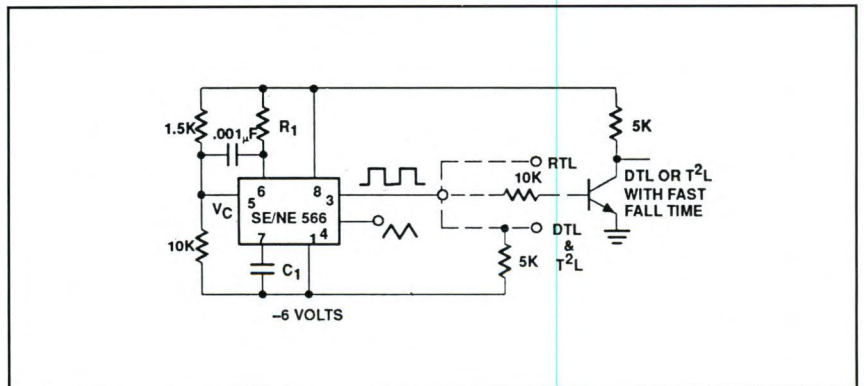 1.5K
.001µF
R1
5K
6
8
3
5
VC
SE/NE 566
4
7
1
10K
C1
–6 VOLTS
RTL
10K
DTL
&
T2L
5K
DTL OR T2L
WITH FAST
FALL TIME